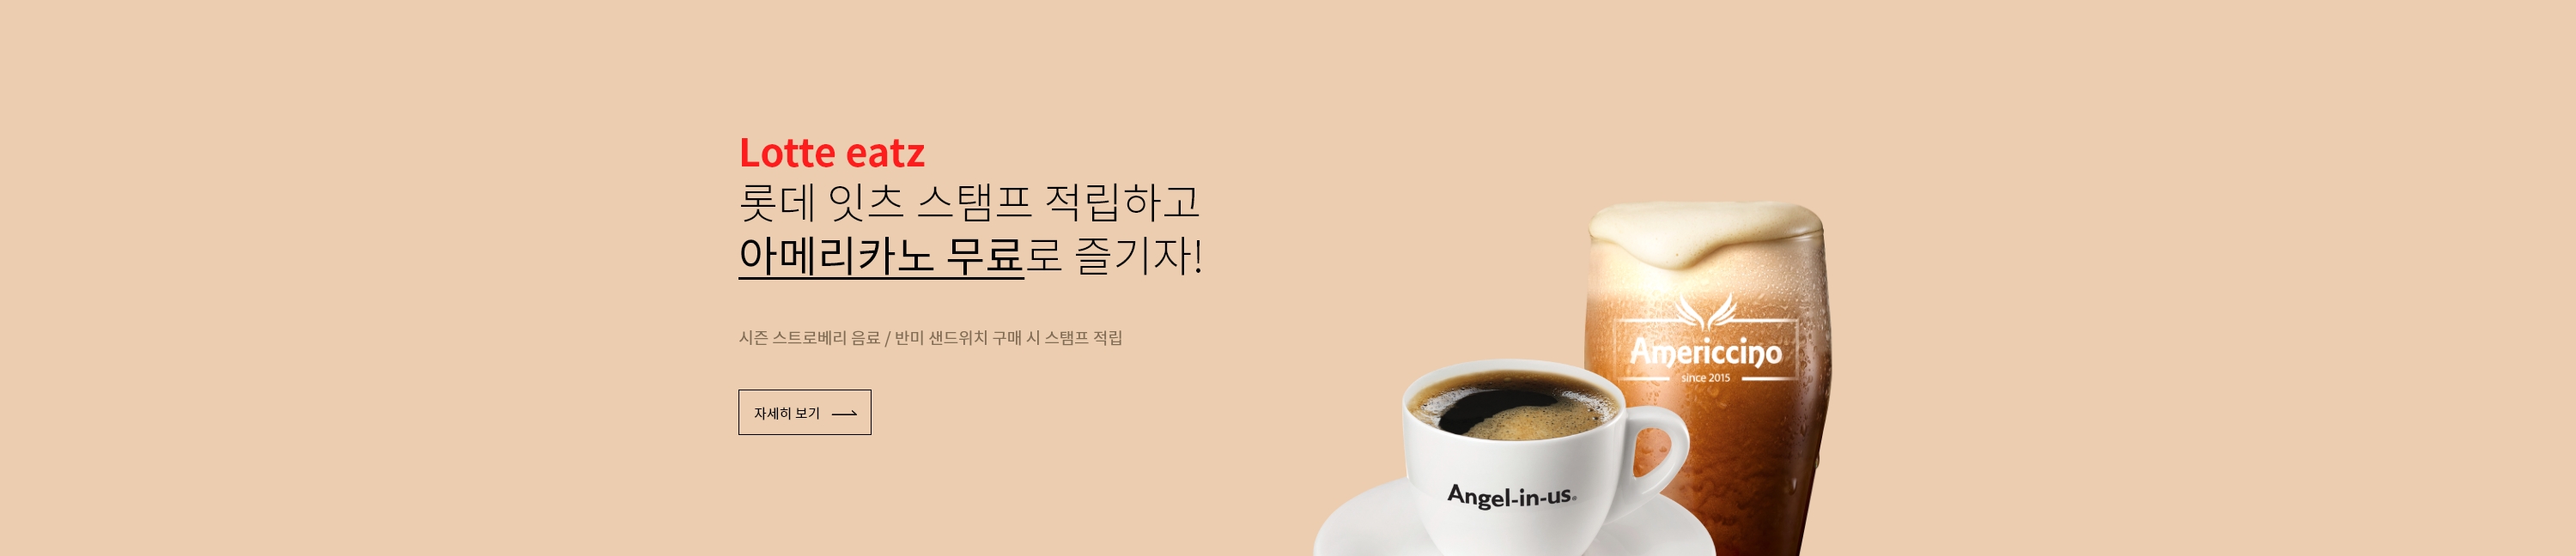 Lotte eatz
롯데 잇츠 스탬프 적립하고
아메리카노 무료로 즐기자!
시즌 스트로베리 음료 / 반미 샌드위치 구매 시 스탬프 적립
자세히 보기
Americcino
since 2015
Angel-in-us®